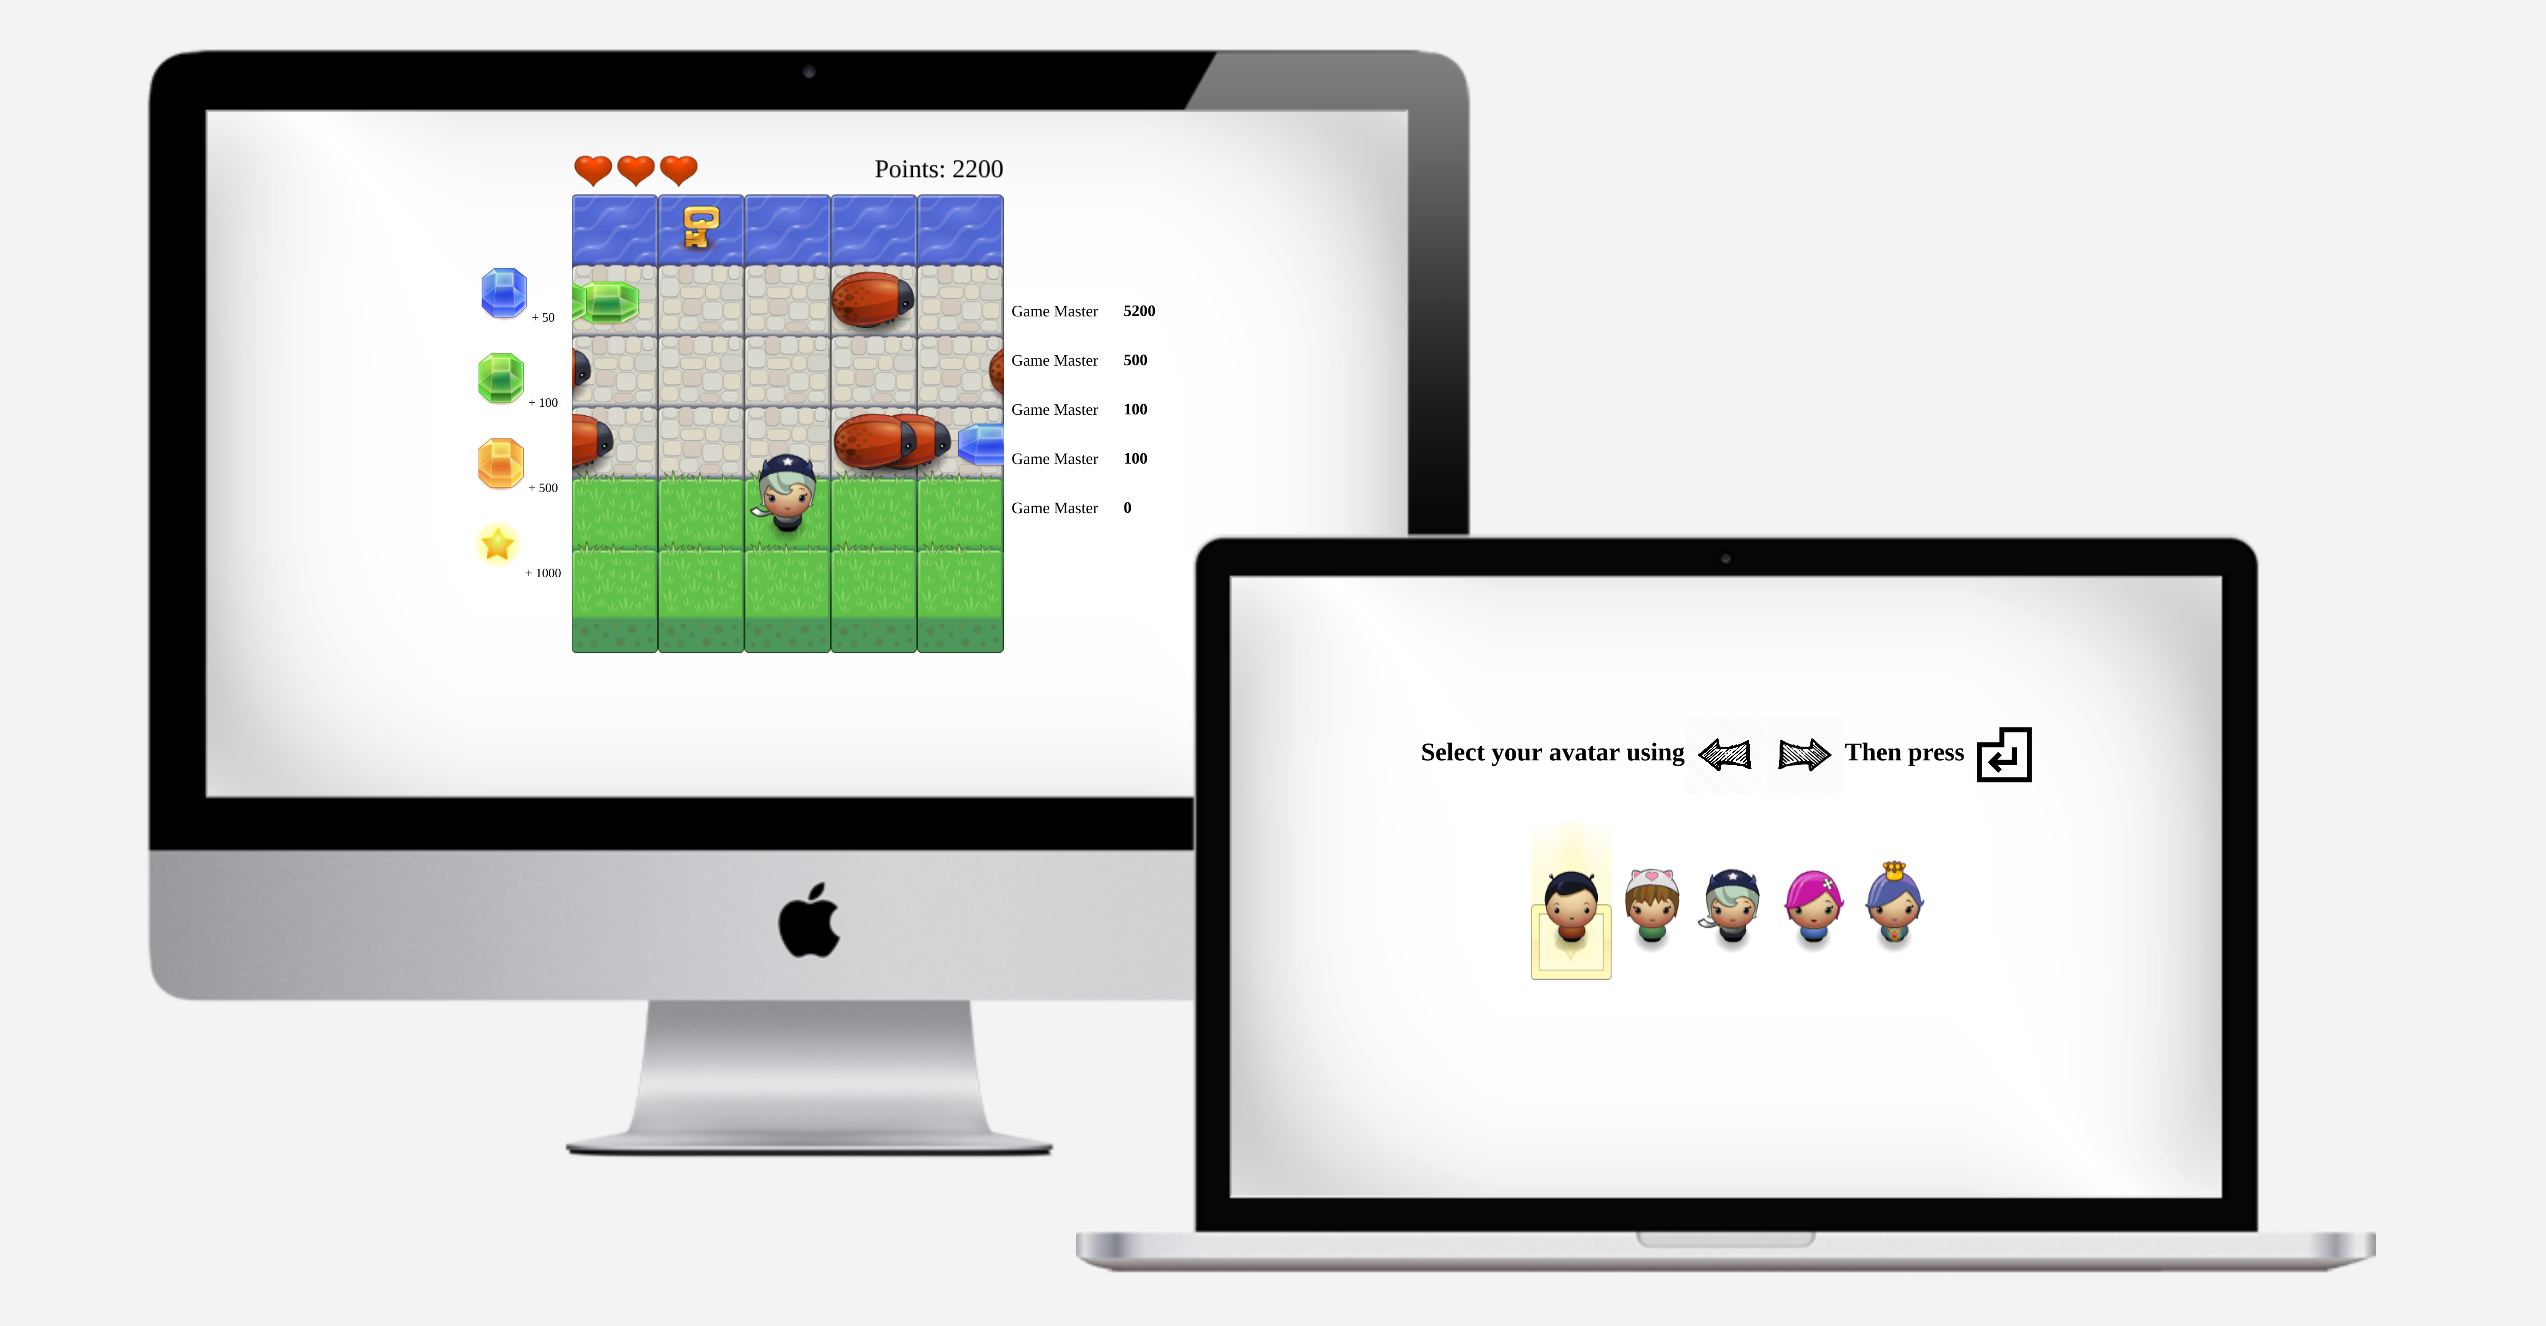 Points: 2200
+ 50
+ 100
+ 500
+ 1000
Game Master 5200
Game Master 500
Game Master 100
Game Master 100
Game Master 0
Select your avatar using Then press